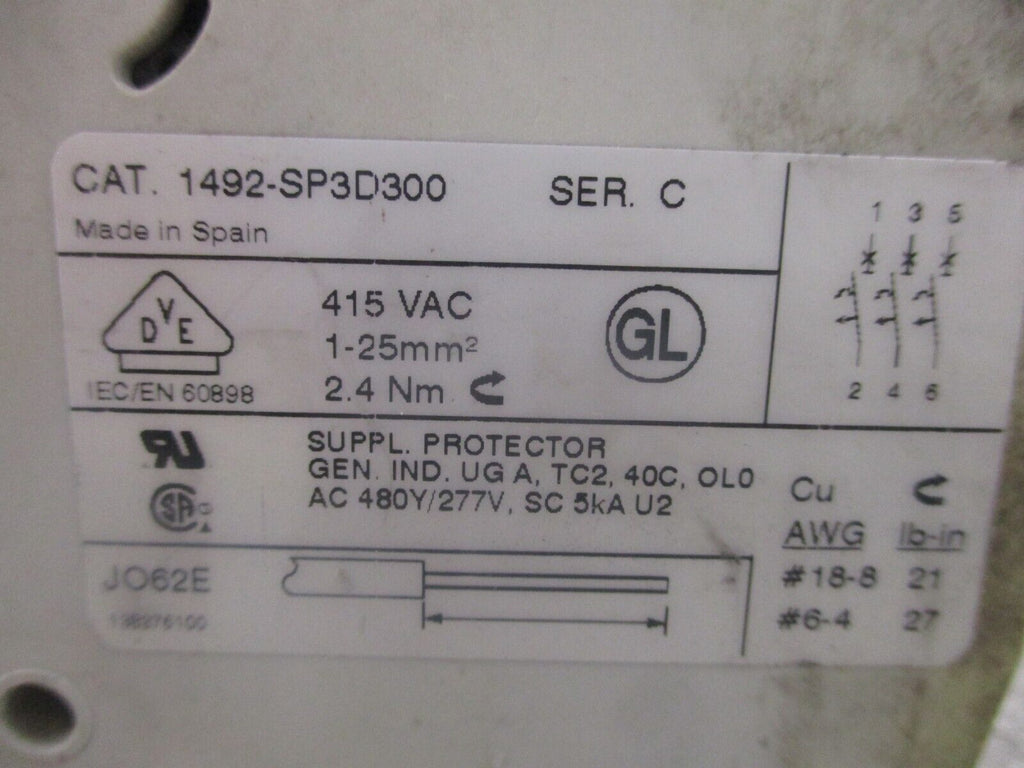 CAT. 1492-SP3D300 SER. C
Made in Spain
1 3 5
2 4 6
VDE
IEC/EN 60898
415 VAC
1-25mm²
2.4 Nm
GL
SUPPL. PROTECTOR
GEN. IND. UG A, TC2, 40C, OL0
AC 480Y/277V, SC 5kA U2
Cu
AWG lb-in
#18-8 21
#6-4 27
JO62E